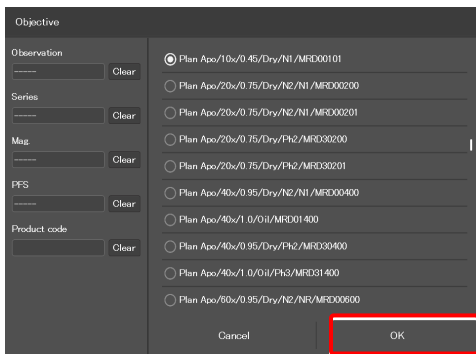 Objective
Observation
-----
Clear
Series
-----
Clear
Mag.
-----
Clear
PFS
-----
Clear
Product code
Clear
Plan Apo/10x/0.45/Dry/N1/MRD00101
Plan Apo/20x/0.75/Dry/N2/N1/MRD00200
Plan Apo/20x/0.75/Dry/N2/N1/MRD00201
Plan Apo/20x/0.75/Dry/Ph2/MRD30200
Plan Apo/20x/0.75/Dry/Ph2/MRD30201
Plan Apo/40x/0.95/Dry/N2/N1/MRD00400
Plan Apo/40x/1.0/Oil/MRD01400
Plan Apo/40x/0.95/Dry/Ph2/MRD30400
Plan Apo/40x/1.0/Oil/Ph3/MRD31400
Plan Apo/60x/0.95/Dry/N2/NR/MRD00600
Cancel
OK